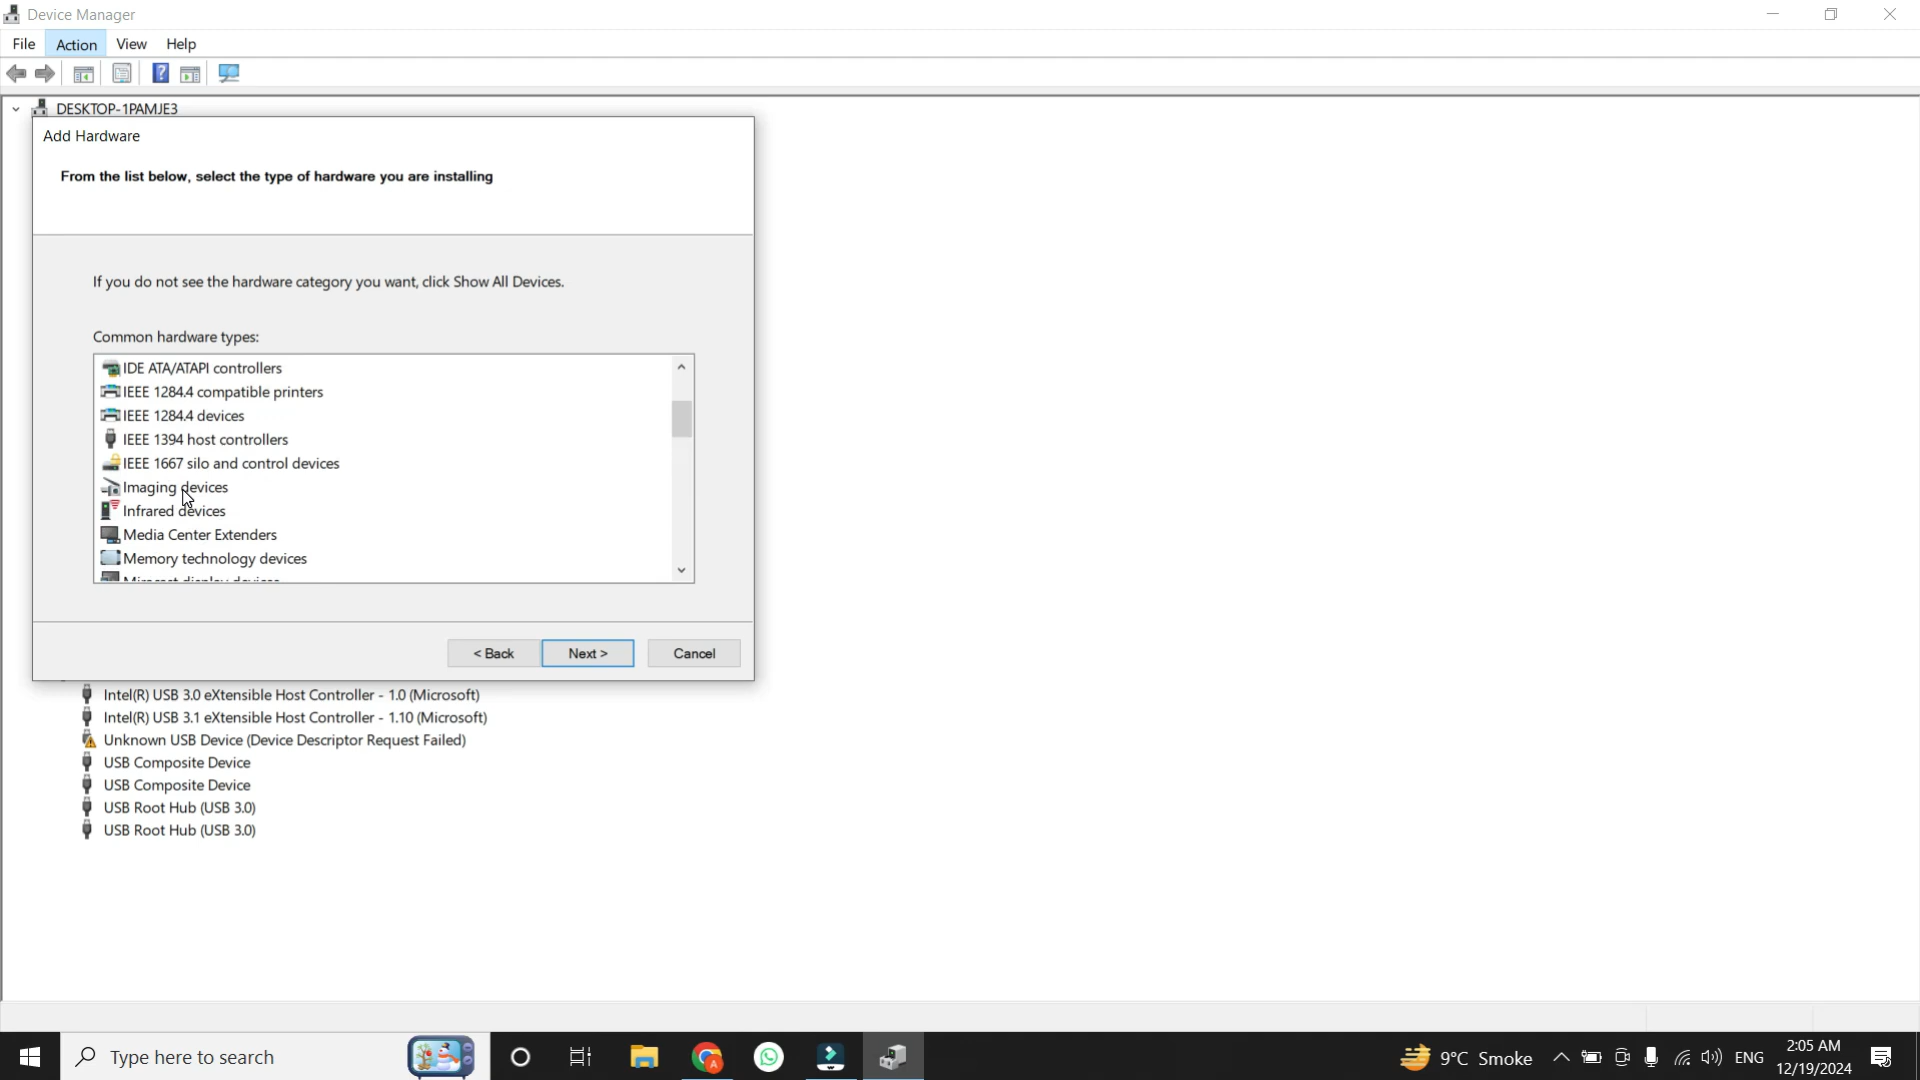 Device Manager
File Action View Help
DESKTOP-1PAMJE3
Add Hardware
From the list below, select the type of hardware you are installing
If you do not see the hardware category you want, click Show All Devices.
Common hardware types:
IDE ATA/ATAPI controllers
IEEE 1284.4 compatible printers
IEEE 1284.4 devices
IEEE 1394 host controllers
IEEE 1667 silo and control devices
Imaging devices
Infrared devices
Media Center Extenders
Memory technology devices
Miracast display devices
< Back Next > Cancel
Intel(R) USB 3.0 eXtensible Host Controller - 1.0 (Microsoft)
Intel(R) USB 3.1 eXtensible Host Controller - 1.10 (Microsoft)
Unknown USB Device (Device Descriptor Request Failed)
USB Composite Device
USB Composite Device
USB Root Hub (USB 3.0)
USB Root Hub (USB 3.0)
Type here to search
9°C Smoke
ENG
2:05 AM
12/19/2024